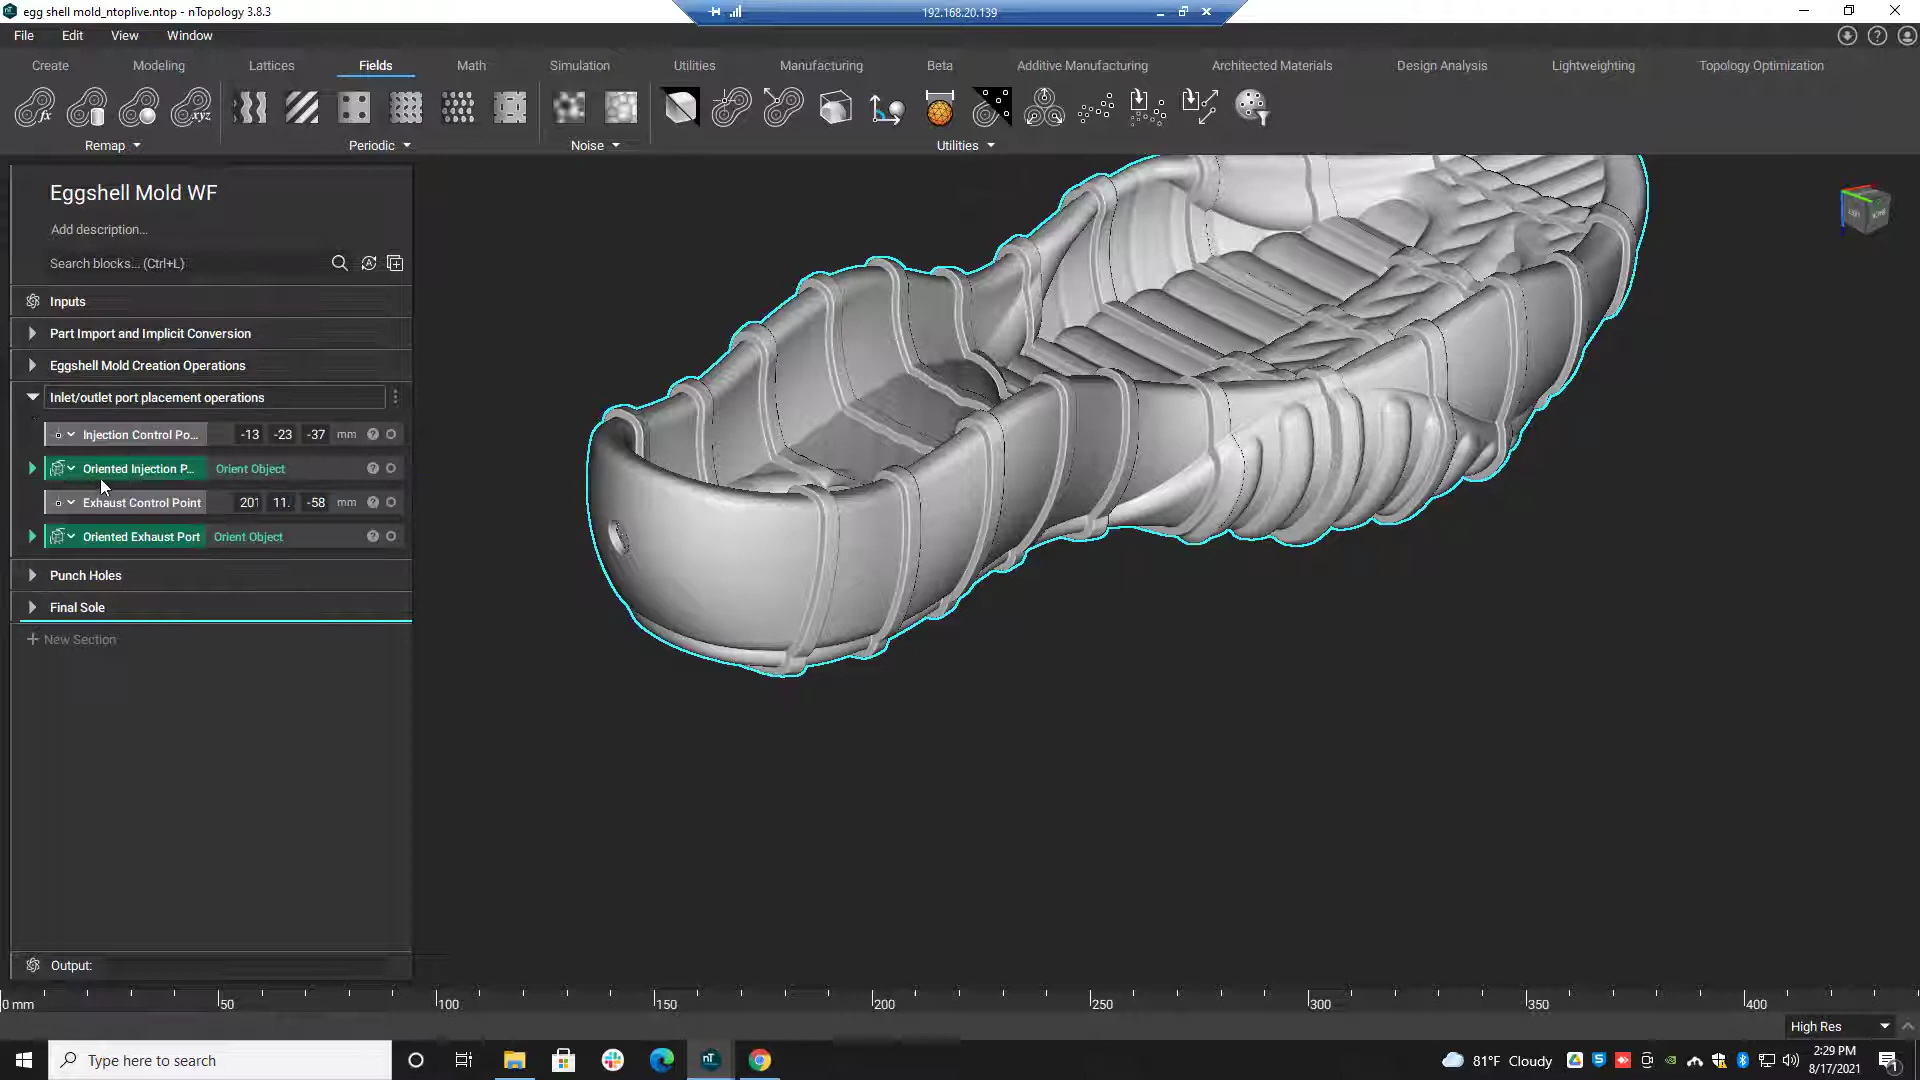 egg shell mold_ntoplive.ntop - nTopology 3.8.3
192.168.20.139
File Edit View Window
Create Modeling Lattices Fields Math Simulation Utilities Manufacturing Beta Additive Manufacturing Architected Materials Design Analysis Lightweighting Topology Optimization
fx xyz
Remap Periodic Noise Utilities
Eggshell Mold WF
Add description...
Search blocks... (Ctrl+L)
Inputs
Part Import and Implicit Conversion
Eggshell Mold Creation Operations
Inlet/outlet port placement operations
Injection Control Po... -13 -23 -37 mm
Oriented Injection P... Orient Object
Exhaust Control Point 201 11. -58 mm
Oriented Exhaust Port Orient Object
Punch Holes
Final Sole
+ New Section
Output:
0 mm 50 100 150 200 250 300 350 400
High Res
Type here to search
nT
81°F Cloudy
2:29 PM
8/17/2021
1